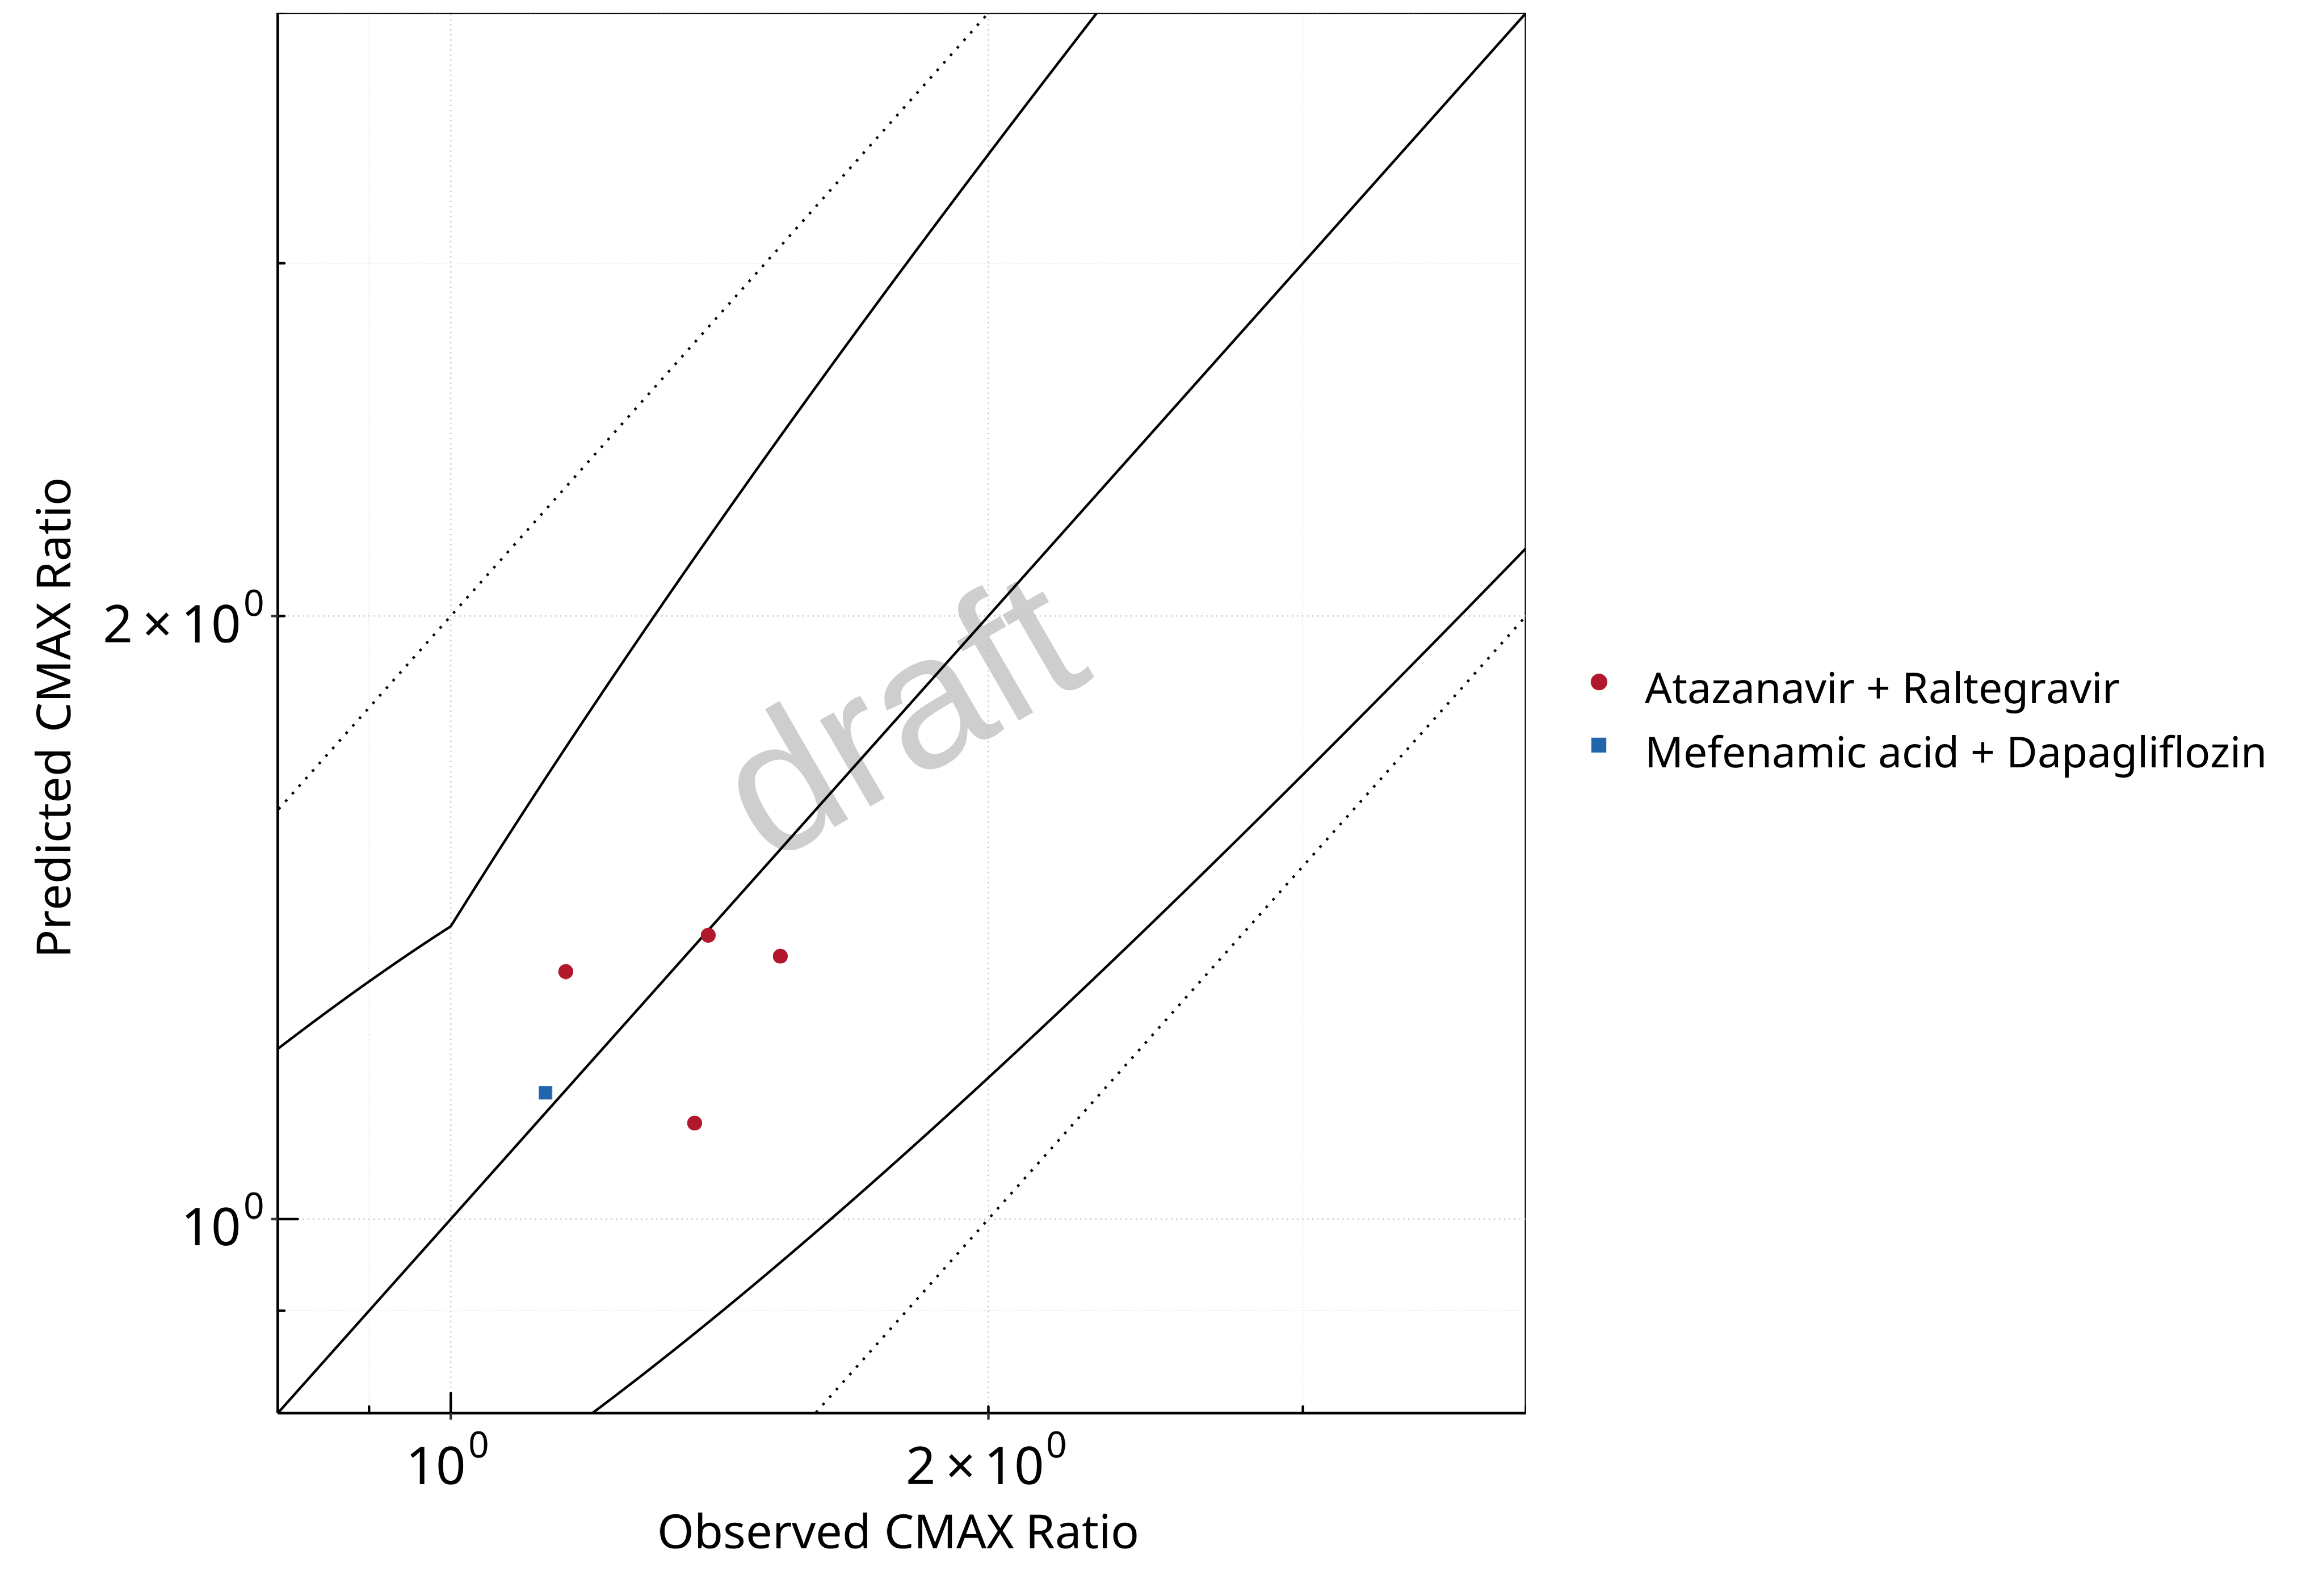 Predicted CMAX Ratio
2 × 10⁰
10⁰
draft
10⁰ 2 × 10⁰
Observed CMAX Ratio
Atazanavir + Raltegravir
Mefenamic acid + Dapagliflozin